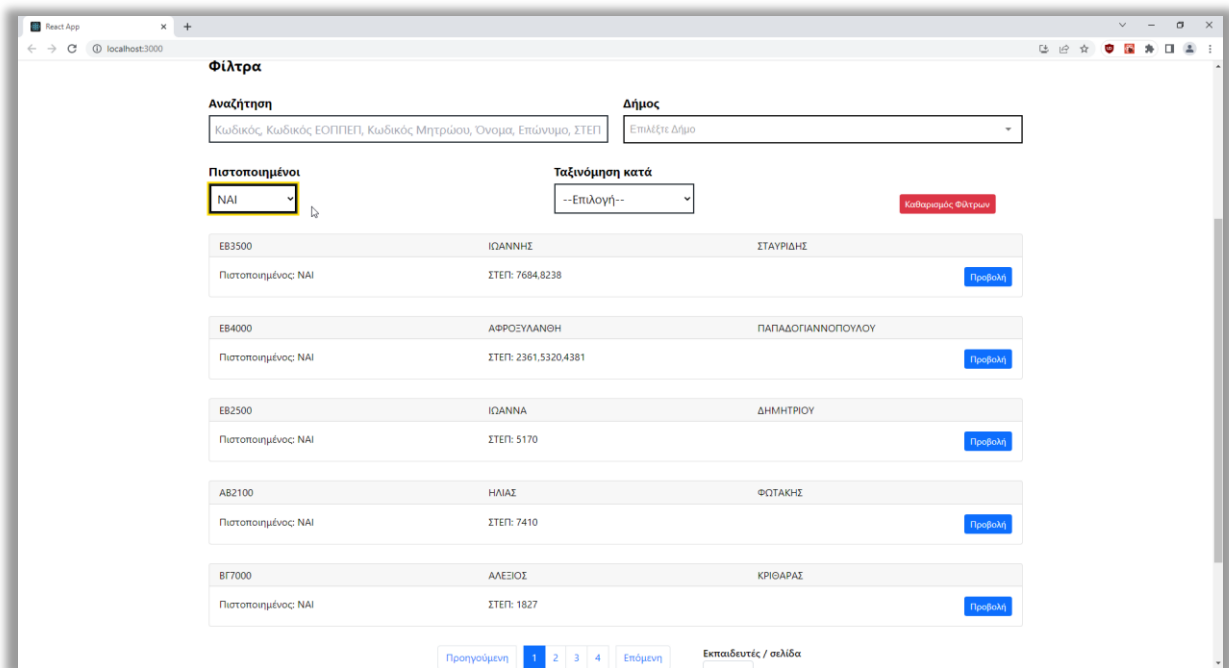 React App
localhost:3000
Φίλτρα
Αναζήτηση Δήμος
Κωδικός, Κωδικός ΕΟΠΠΕΠ, Κωδικός Μητρώου, Όνομα, Επώνυμο, ΣΤΕΠ Επιλέξτε Δήμο
Πιστοποιημένοι Ταξινόμηση κατά
ΝΑΙ --Επιλογή-- Καθαρισμός Φίλτρων
ΕΒ3500 ΙΩΑΝΝΗΣ ΣΤΑΥΡΙΔΗΣ
Πιστοποιημένος: ΝΑΙ ΣΤΕΠ: 7684,8238 Προβολή
ΕΒ4000 ΑΦΡΟΞΥΛΑΝΘΗ ΠΑΠΑΔΟΓΙΑΝΝΟΠΟΥΛΟΥ
Πιστοποιημένος: ΝΑΙ ΣΤΕΠ: 2361,5320,4381 Προβολή
ΕΒ2500 ΙΩΑΝΝΑ ΔΗΜΗΤΡΙΟΥ
Πιστοποιημένος: ΝΑΙ ΣΤΕΠ: 5170 Προβολή
ΑΒ2100 ΗΛΙΑΣ ΦΩΤΑΚΗΣ
Πιστοποιημένος: ΝΑΙ ΣΤΕΠ: 7410 Προβολή
ΒΓ7000 ΑΛΕΞΙΟΣ ΚΡΙΘΑΡΑΣ
Πιστοποιημένος: ΝΑΙ ΣΤΕΠ: 1827 Προβολή
Προηγούμενη 1 2 3 4 Επόμενη Εκπαιδευτές / σελίδα